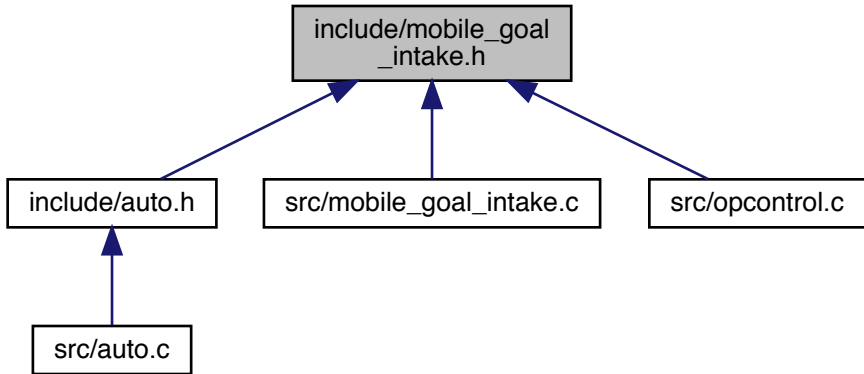 include/mobile_goal
_intake.h
include/auto.h
src/mobile_goal_intake.c
src/opcontrol.c
src/auto.c